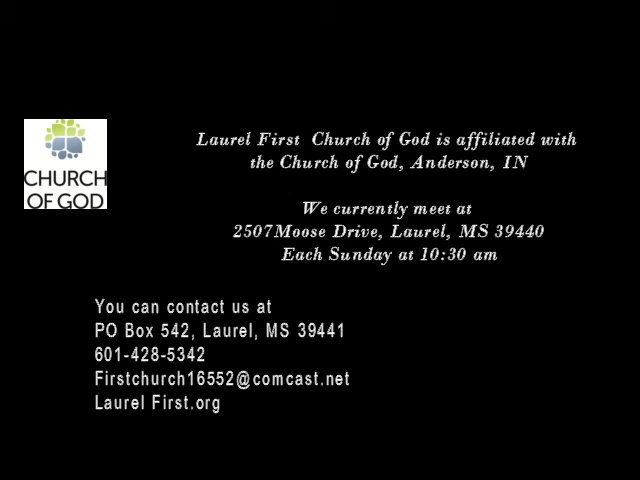 Laurel First Church of God is affiliated with
the Church of God, Anderson, IN
CHURCH
OF GOD
We currently meet at
2507Moose Drive, Laurel, MS 39440
Each Sunday at 10:30 am
You can contact us at
PO Box 542, Laurel, MS 39441
601-428-5342
Firstchurch16552@comcast.net
Laurel First.org